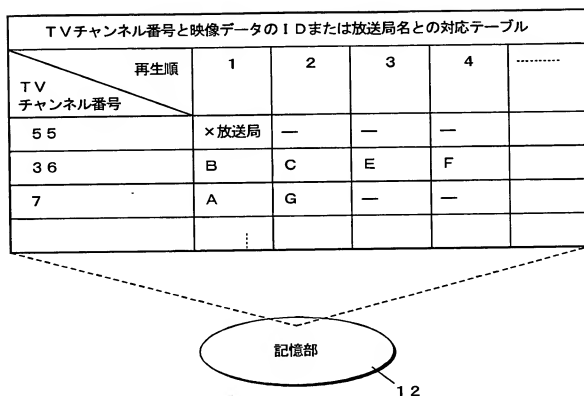 TVチャンネル番号と映像データのIDまたは放送局名との対応テーブル
再生順 1 2 3 4 ………
TV
チャンネル番号
55 ×放送局 ― ― ―
36 B C E F
7 A G ― ―
記憶部
12